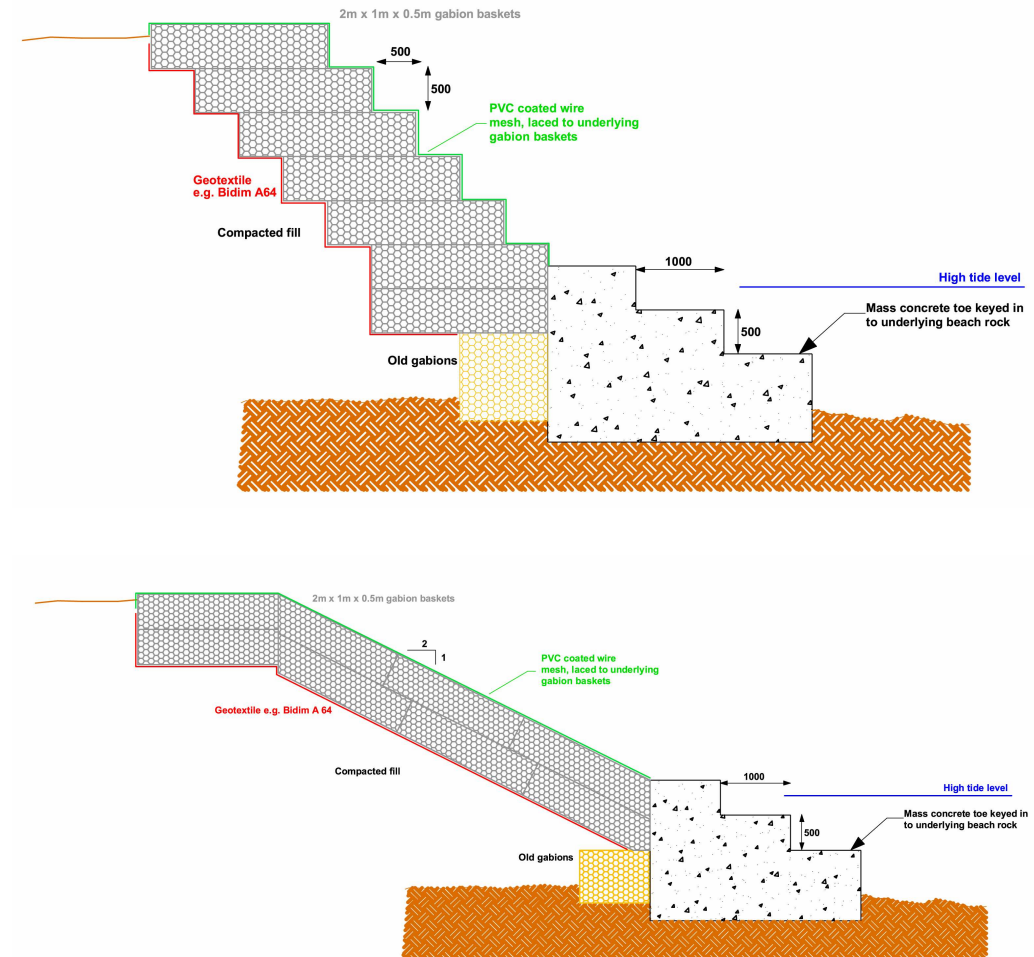 2m x 1m x 0.5m gabion baskets
500
500
PVC coated wire
mesh, laced to underlying
gabion baskets
Geotextile
e.g. Bidim A64
Compacted fill
1000
High tide level
Mass concrete toe keyed in
to underlying beach rock
500
Old gabions
2m x 1m x 0.5m gabion baskets
2
1
PVC coated wire
mesh, laced to underlying
gabion baskets
Geotextile e.g. Bidim A 64
Compacted fill
1000
High tide level
Mass concrete toe keyed in
to underlying beach rock
500
Old gabions